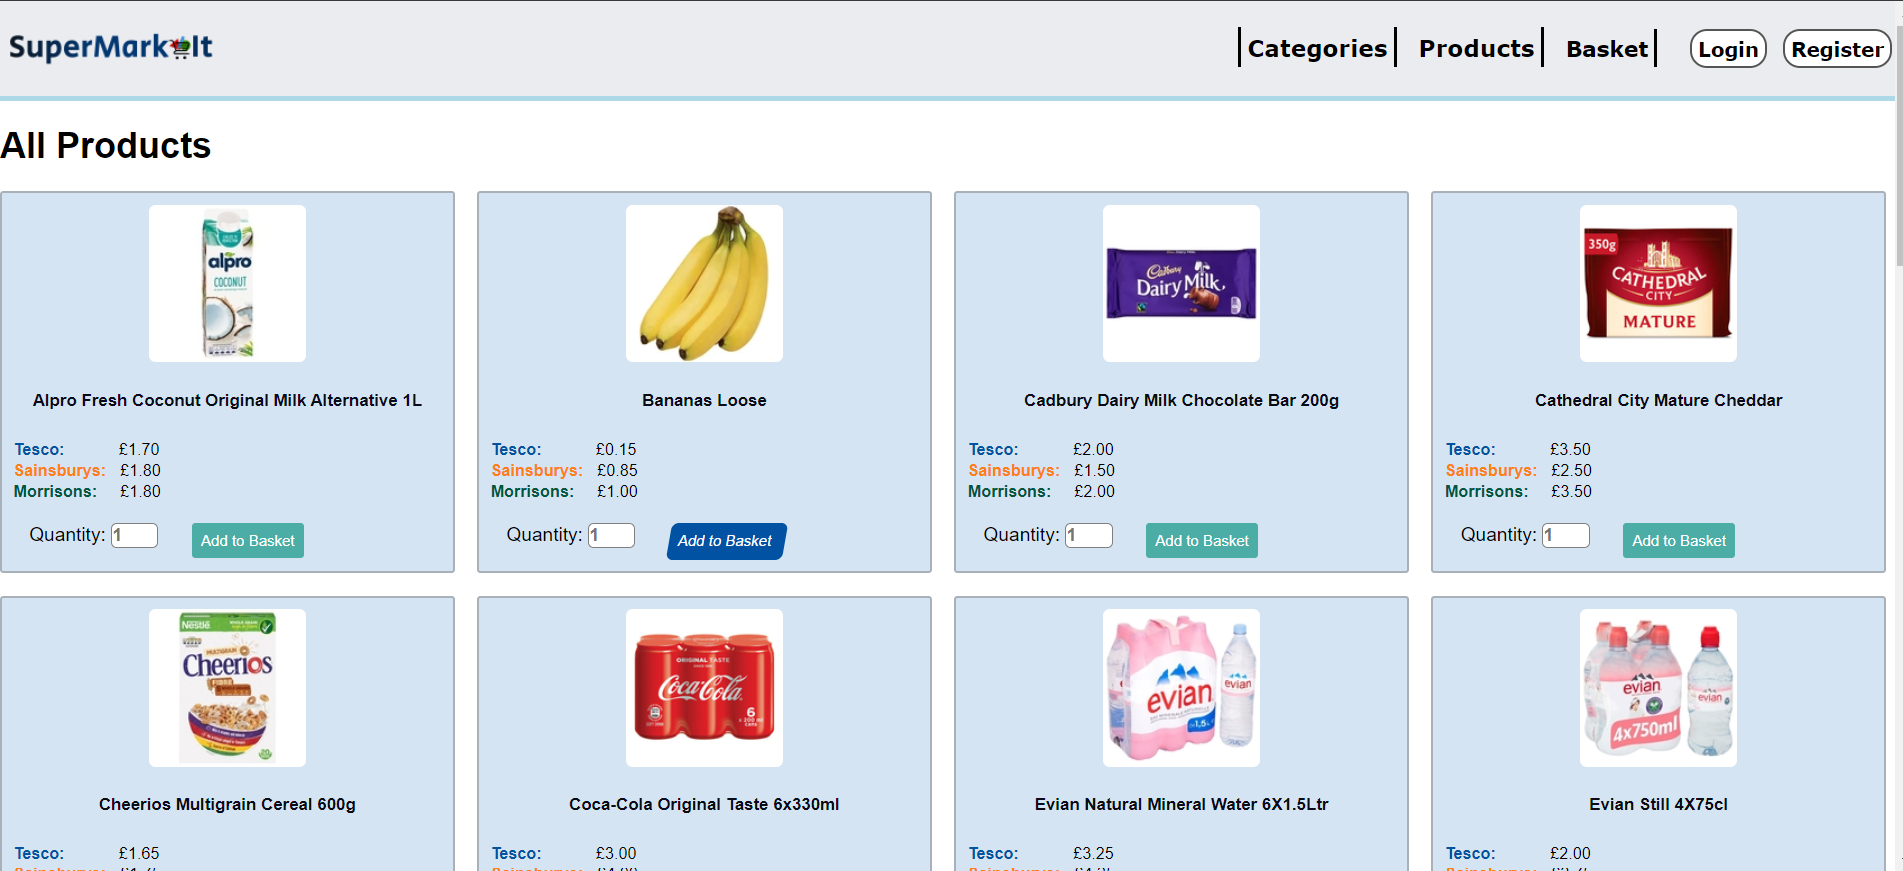 SuperMarkIt
Categories
Products
Basket
Login
Register
All Products
alpro
COCONUT
Cadbury
Dairy Milk
350g
CATHEDRAL
CITY
MATURE
Alpro Fresh Coconut Original Milk Alternative 1L
Bananas Loose
Cadbury Dairy Milk Chocolate Bar 200g
Cathedral City Mature Cheddar
Tesco: £1.70
Sainsburys: £1.80
Morrisons: £1.80
Tesco: £0.15
Sainsburys: £0.85
Morrisons: £1.00
Tesco: £2.00
Sainsburys: £1.50
Morrisons: £2.00
Tesco: £3.50
Sainsburys: £2.50
Morrisons: £3.50
Quantity: 1 Add to Basket
Quantity: 1 Add to Basket
Quantity: 1 Add to Basket
Quantity: 1 Add to Basket
Nestlé
MULTIGRAIN
Cheerios
ORIGINAL TASTE
Coca-Cola
6
evian
evian
1,5L
evian
evian
4x750ml
Cheerios Multigrain Cereal 600g
Coca-Cola Original Taste 6x330ml
Evian Natural Mineral Water 6X1.5Ltr
Evian Still 4X75cl
Tesco: £1.65
Tesco: £3.00
Tesco: £3.25
Tesco: £2.00